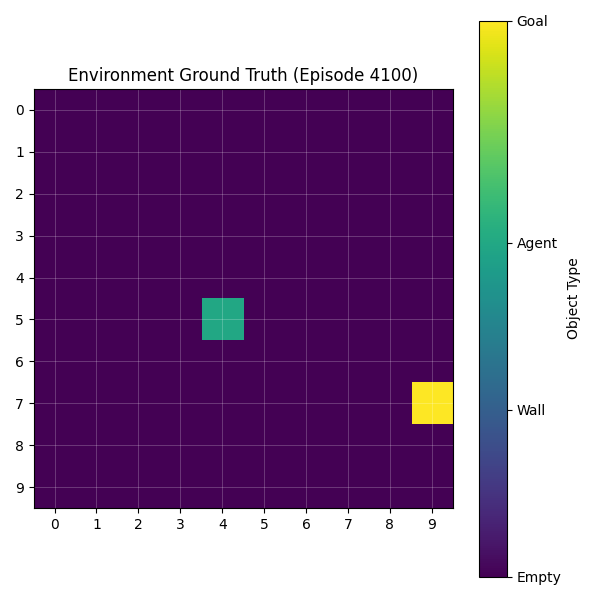 Environment Ground Truth (Episode 4100)
0
1
2
3
4
5
6
7
8
9
0 1 2 3 4 5 6 7 8 9
Goal
Agent
Wall
Empty
Object Type